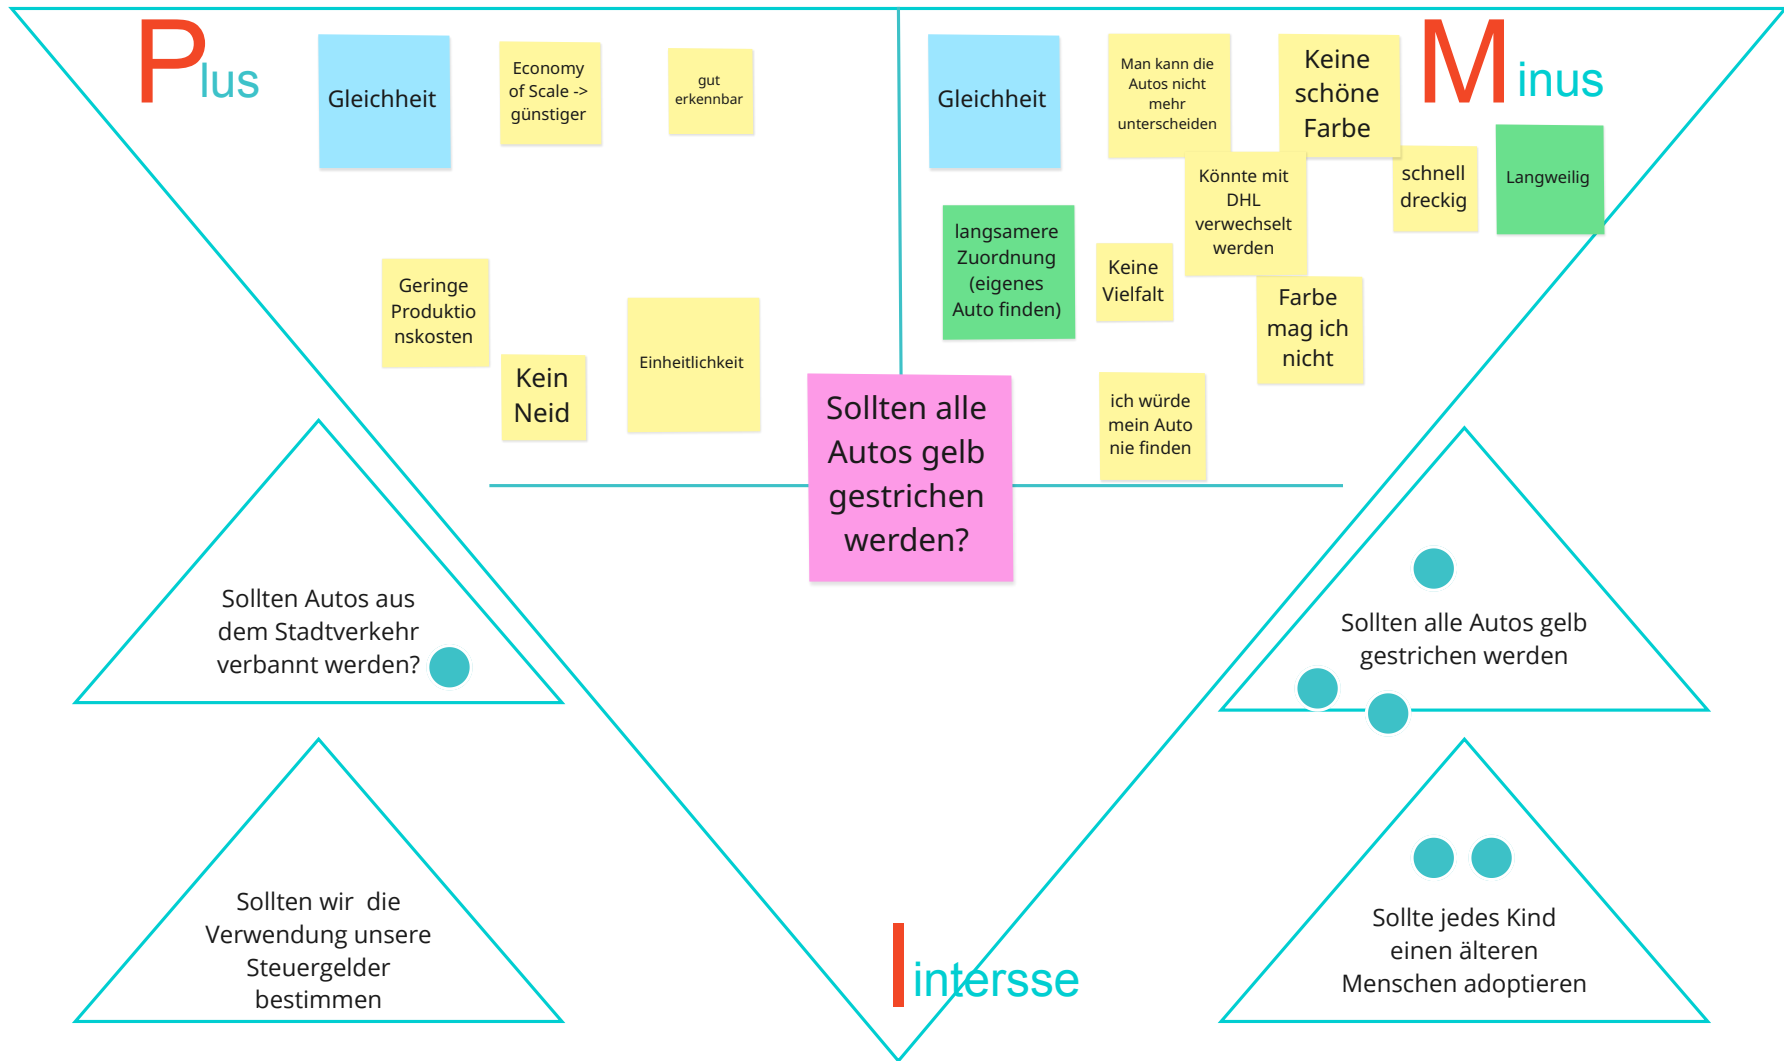 Plus
Gleichheit
Economy
of Scale ->
günstiger
gut
erkennbar
Geringe
Produktio
nskosten
Kein
Neid
Einheitlichkeit
Minus
Gleichheit
Man kann die
Autos nicht
mehr
unterscheiden
Keine
schöne
Farbe
schnell
dreckig
Langweilig
Könnte mit
DHL
verwechselt
werden
langsamere
Zuordnung
(eigenes
Auto finden)
Keine
Vielfalt
Farbe
mag ich
nicht
ich würde
mein Auto
nie finden
Sollten alle
Autos gelb
gestrichen
werden?
Sollten Autos aus
dem Stadtverkehr
verbannt werden?
Sollten alle Autos gelb
gestrichen werden
Sollten wir  die
Verwendung unsere
Steuergelder
bestimmen
I intersse
Sollte jedes Kind
einen älteren
Menschen adoptieren